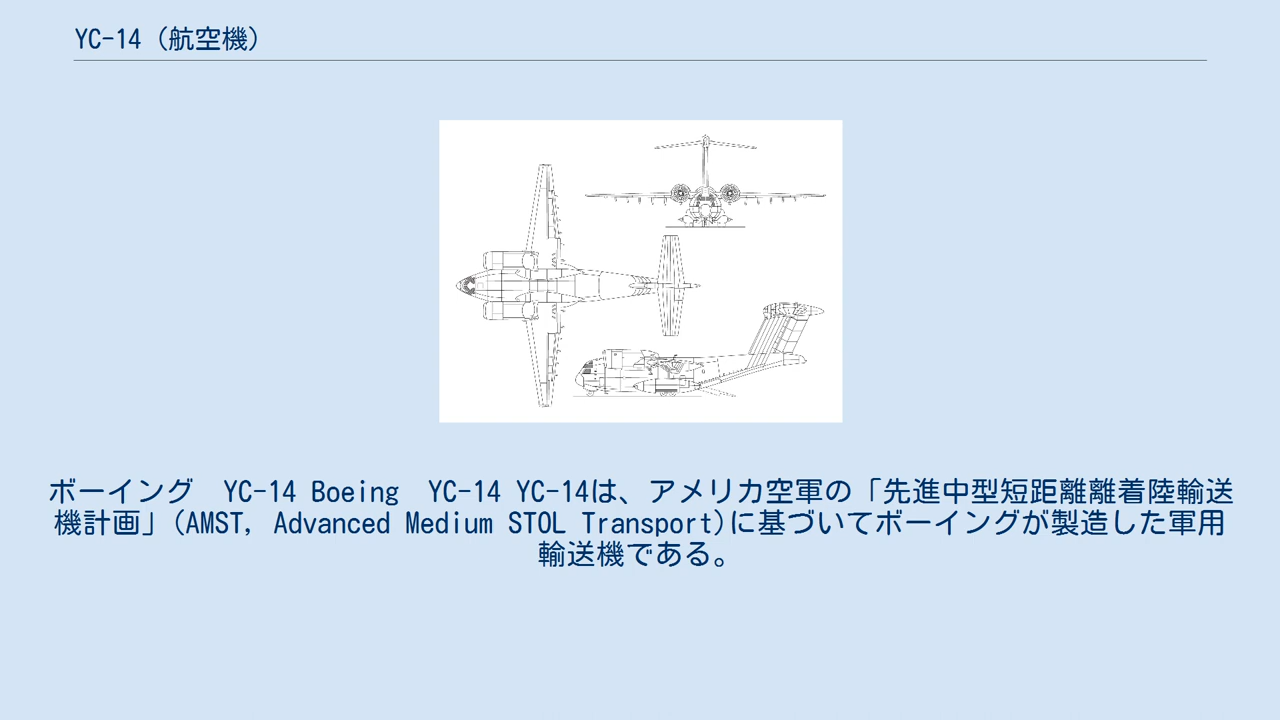 YC-14（航空機）
ボーイング　YC-14 Boeing　YC-14 YC-14は、アメリカ空軍の「先進中型短距離離着陸輸送
機計画」(AMST, Advanced Medium STOL Transport)に基づいてボーイングが製造した軍用
輸送機である。